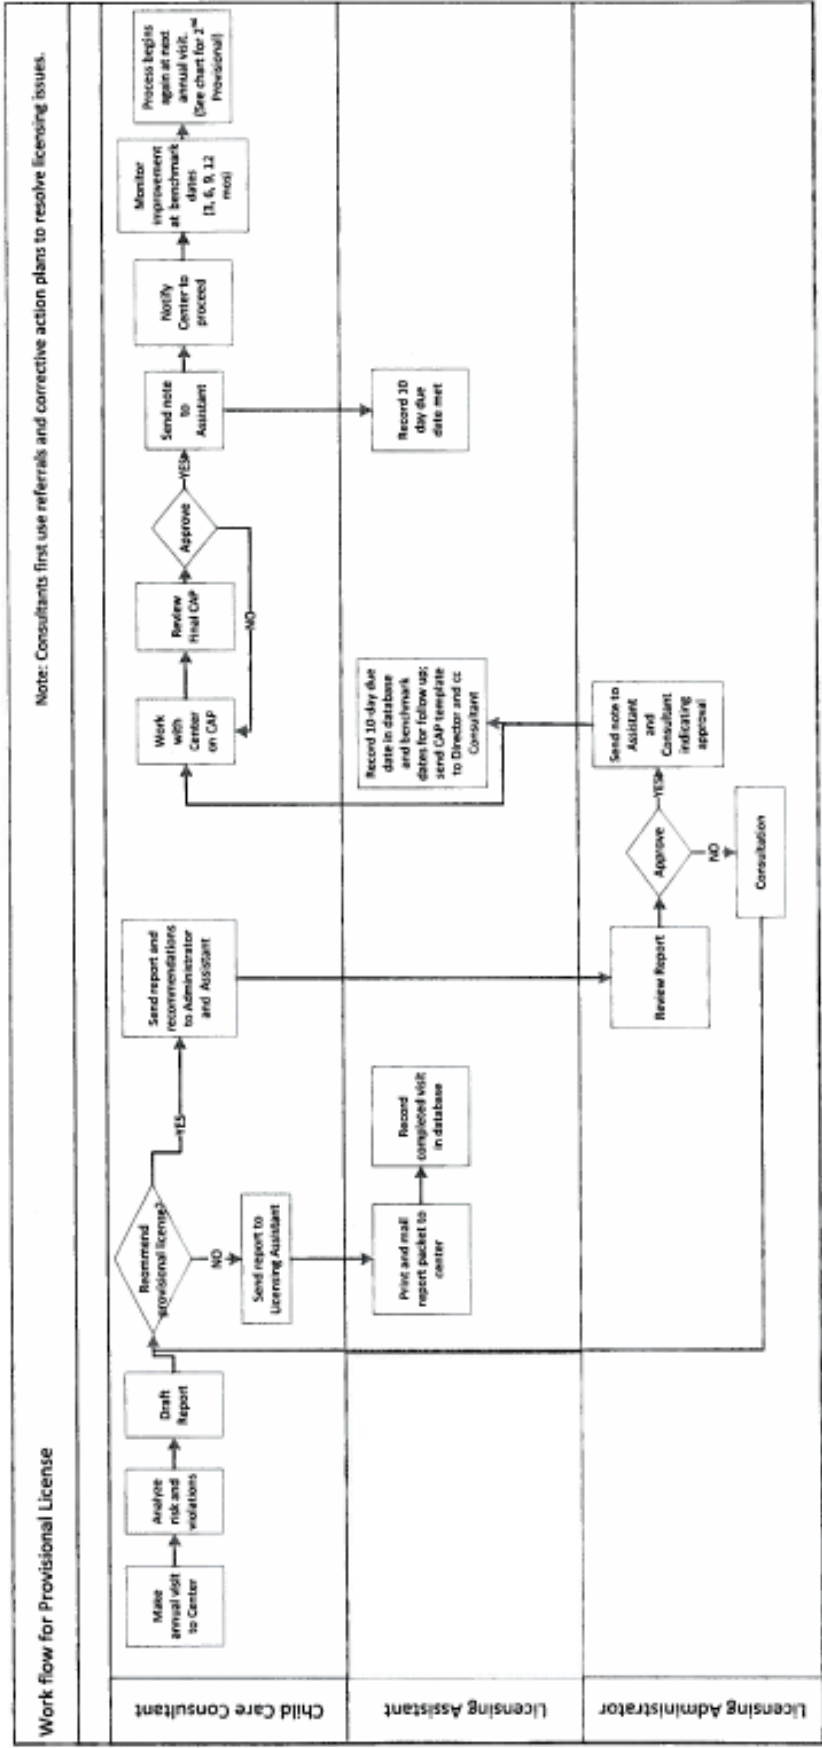 Work flow for Provisional License
Note: Consultants first use referrals and corrective action plans to resolve licensing issues.
Child Care Consultant
Make
annual visit
to Center
Analyze
risk and
violations
Draft
Report
Reommend
provisional license?
YES
NO
Send report to
Licensing Assistant
Send report and
recommendations
to Administrator
and Assistant
Work
with
Center
on CAP
Review
Final CAP
Approve
YES
NO
Send note
to
Assistant
Notify
Center to
proceed
Monitor
improvement
at benchmark
dates
(3, 6, 9, 12
mos)
Process begins
again at next
annual visit.
(See chart for 2nd
Provisional)
Licensing Assistant
Print and mail
report packet to
center
Record
completed visit
in database
Record 10-day due
date in database
and benchmark
dates for follow up;
send CAP template
to Director and cc
Consultant
Record 10
day due
date met
Licensing Administrator
Review Report
Approve
YES
NO
Send note to
Assistant
and
Consultant
indicating
approval
Consultation